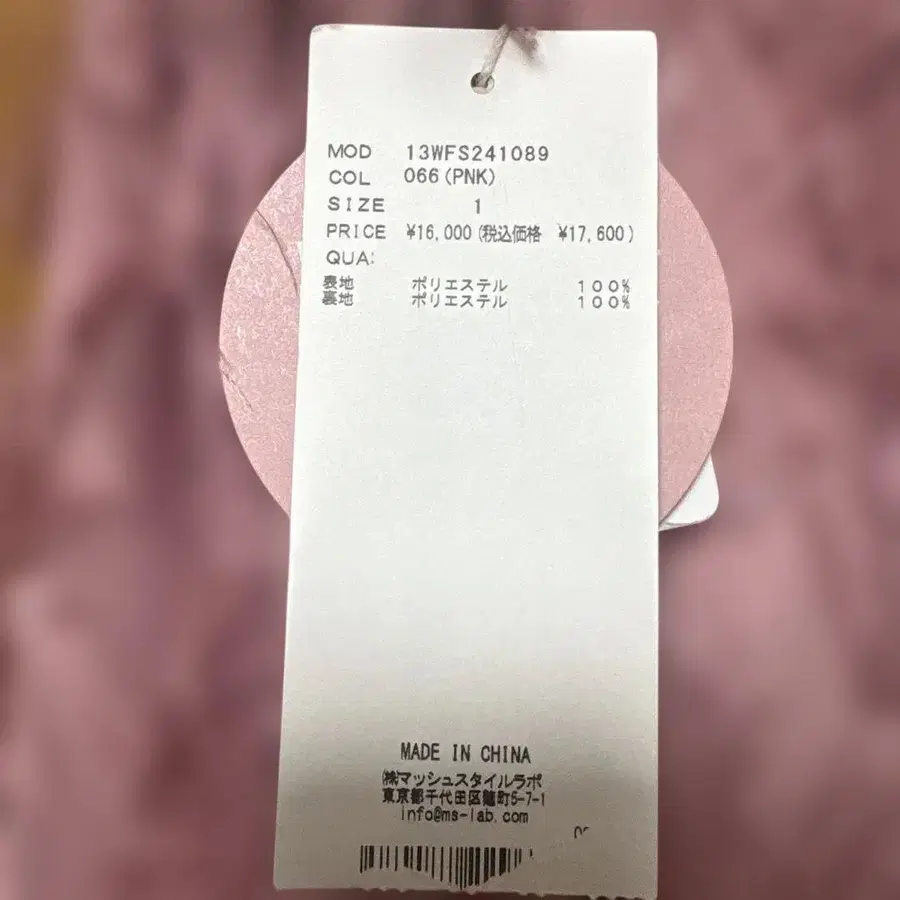 MOD 13WFS241089
COL 066(PNK)
SIZE 1
PRICE ¥16,000(税込価格 ¥17,600)
QUA:
表地 ポリエステル 100%
裏地 ポリエステル 100%
MADE IN CHINA
㈱マッシュスタイルラボ
東京都千代田区麹町5-7-1
info@ms-lab.com